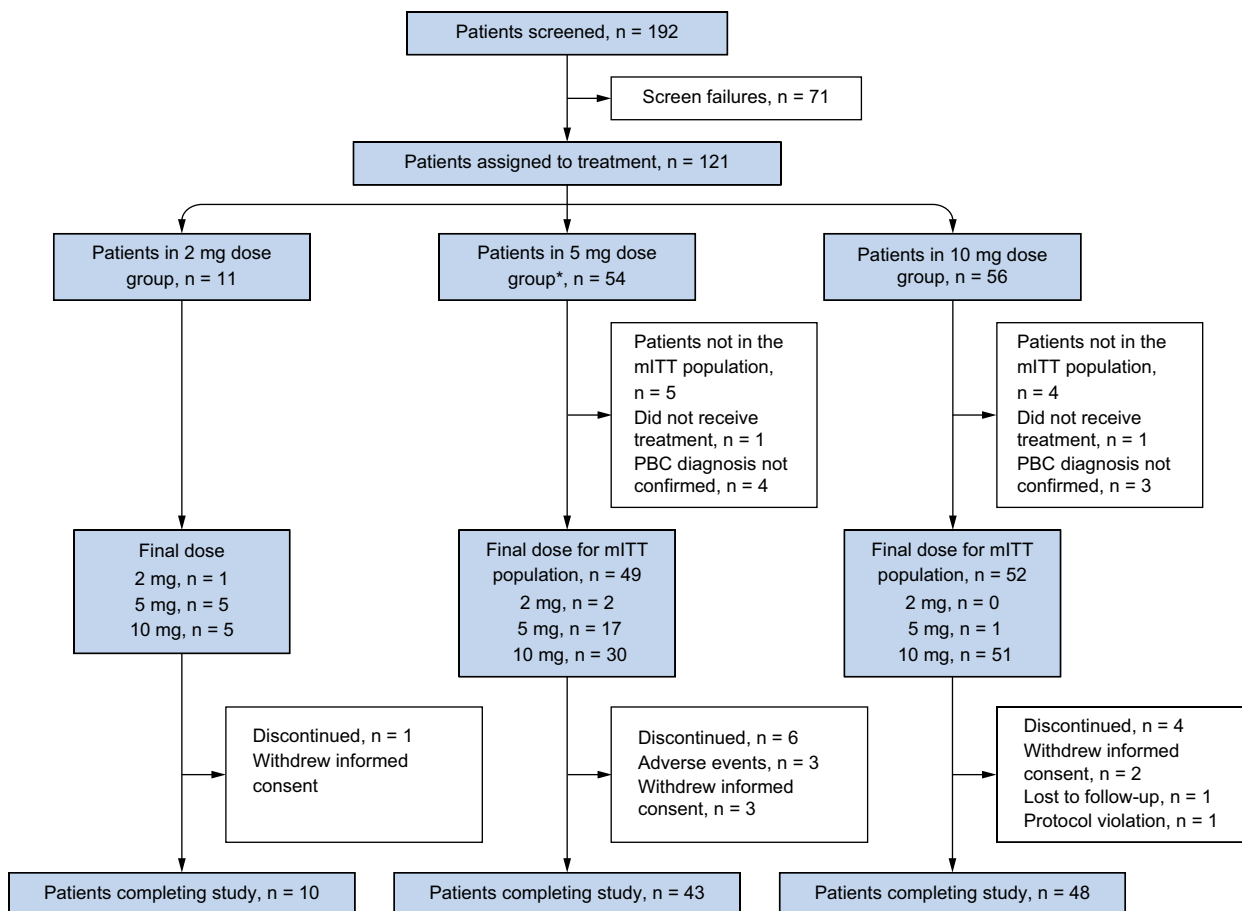 Patients screened, n = 192
Screen failures, n = 71
Patients assigned to treatment, n = 121
Patients in 2 mg dose
group, n = 11
Patients in 5 mg dose
group*, n = 54
Patients in 10 mg dose
group, n = 56
Patients not in the
mITT population,
n = 5
Did not receive
treatment, n = 1
PBC diagnosis not
confirmed, n = 4
Patients not in the
mITT population,
n = 4
Did not receive
treatment, n = 1
PBC diagnosis not
confirmed, n = 3
Final dose
2 mg, n = 1
5 mg, n = 5
10 mg, n = 5
Final dose for mITT
population, n = 49
2 mg, n = 2
5 mg, n = 17
10 mg, n = 30
Final dose for mITT
population, n = 52
2 mg, n = 0
5 mg, n = 1
10 mg, n = 51
Discontinued, n = 1
Withdrew informed
consent
Discontinued, n = 6
Adverse events, n = 3
Withdrew informed
consent, n = 3
Discontinued, n = 4
Withdrew informed
consent, n = 2
Lost to follow-up, n = 1
Protocol violation, n = 1
Patients completing study, n = 10
Patients completing study, n = 43
Patients completing study, n = 48